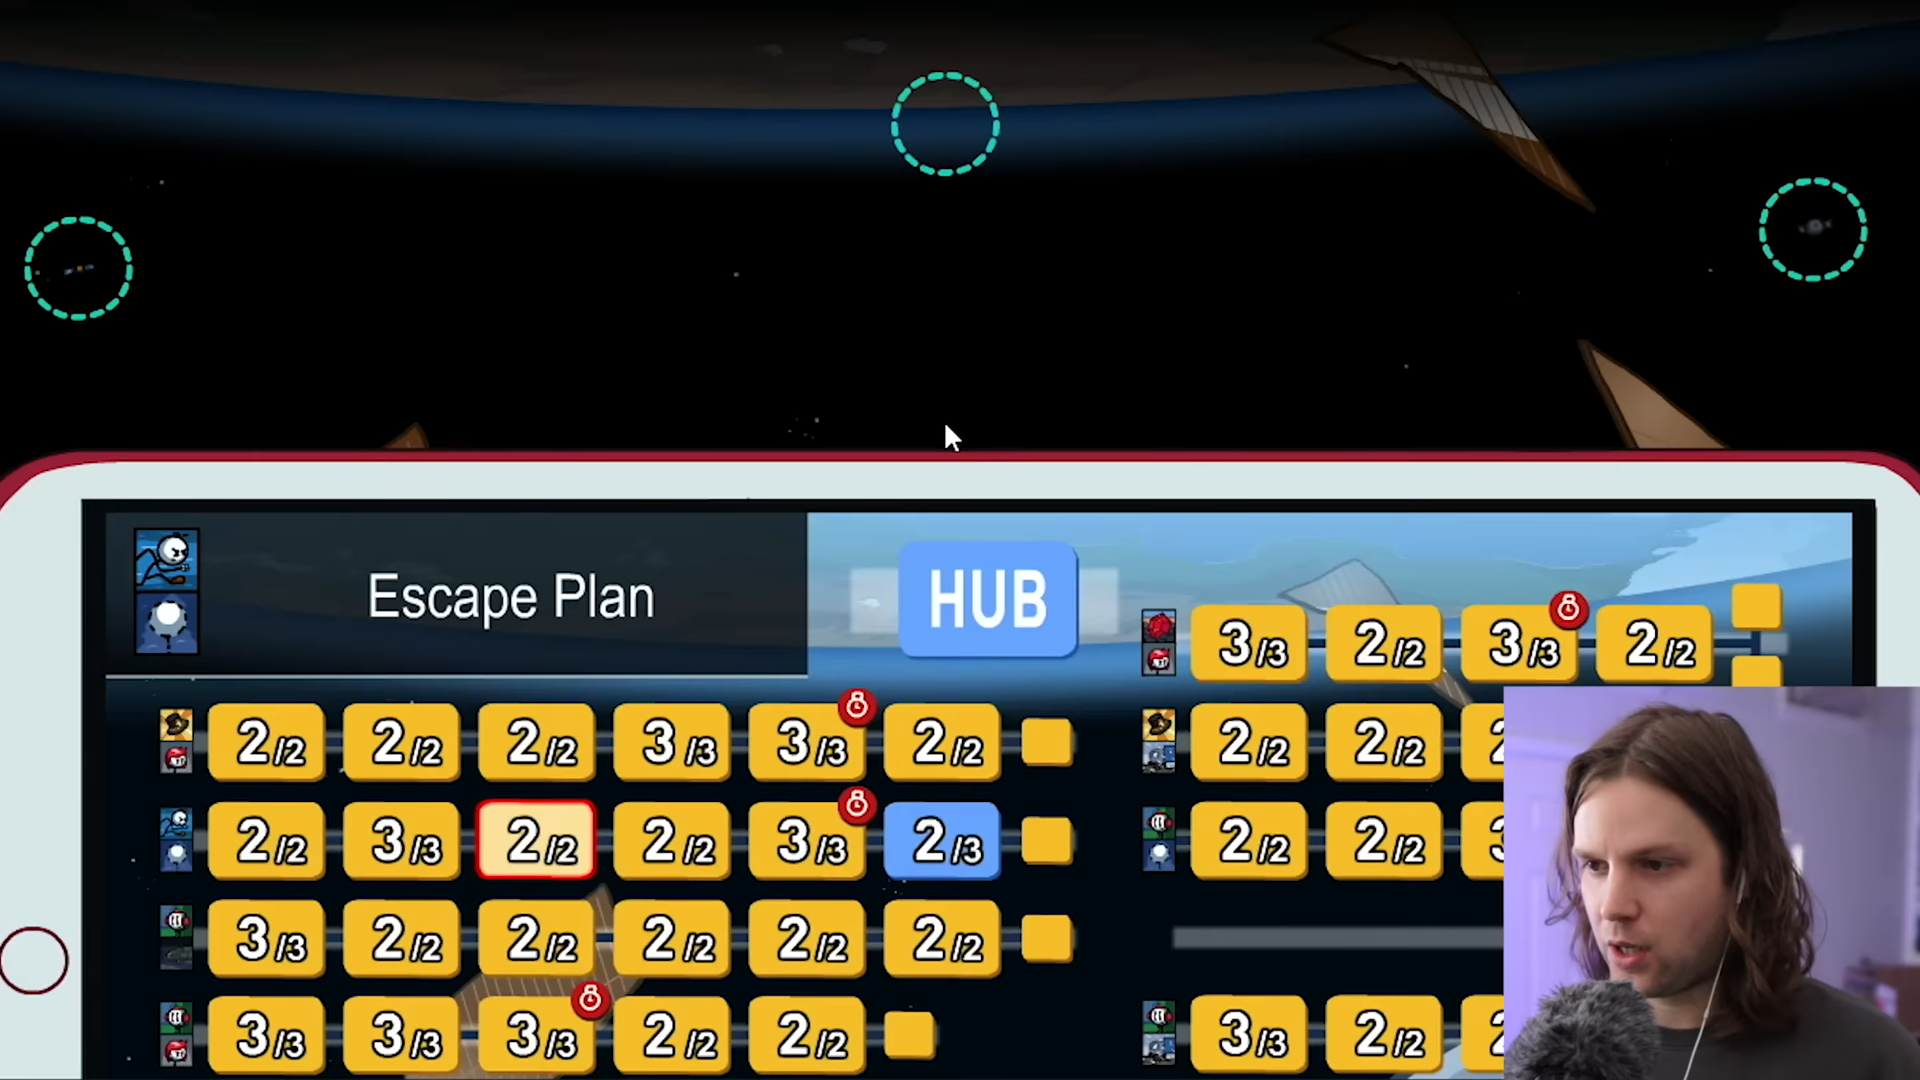 Escape Plan
HUB
3/3 2/2 3/3 2/2
2/2 2/2 2/2 3/3 3/3 2/2
2/2 2/2 2
2/2 3/3 2/2 2/2 3/3 2/3
2/2 2/2 3
3/3 2/2 2/2 2/2 2/2 2/2
3/3 3/3 3/3 2/2 2/2
3/3 2/2 2